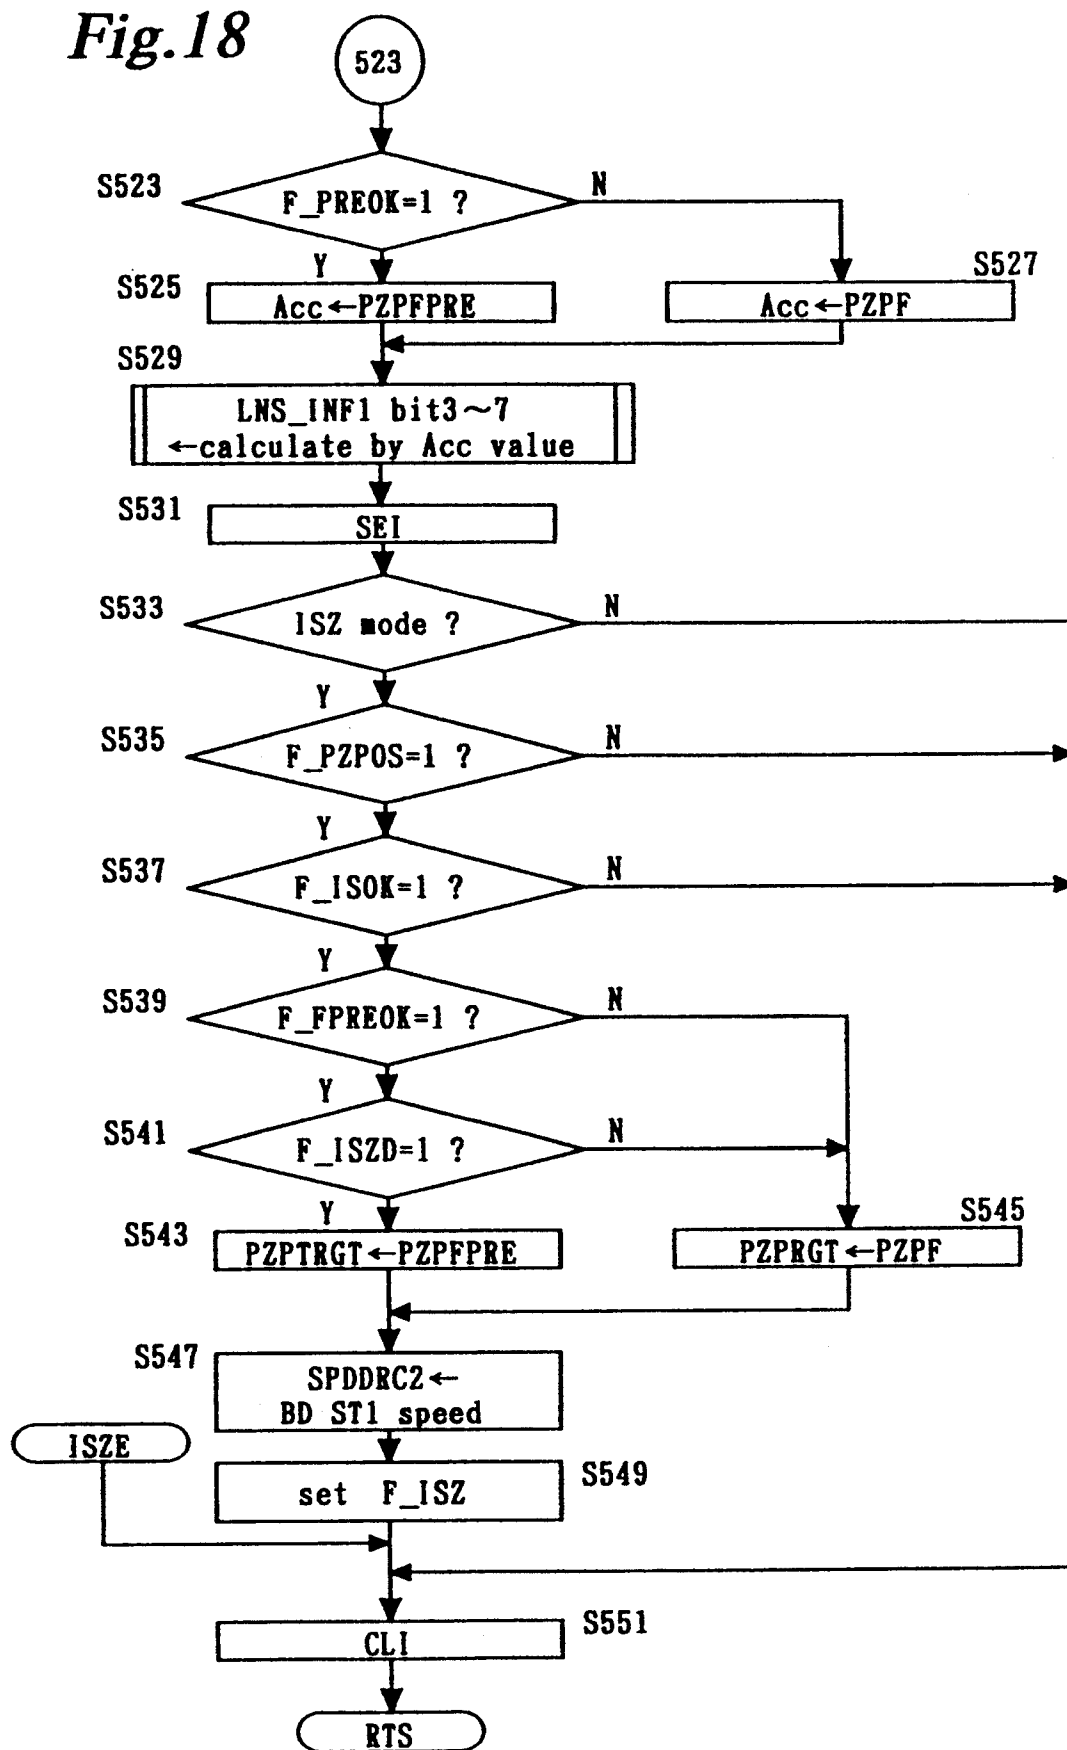 Fig.18
523
S523
F_PREOK=1 ?
N
Y
S525
Acc←PZPFPRE
S527
Acc←PZPF
S529
LNS_INF1 bit3~7
←calculate by Acc value
S531
SEI
S533
ISZ mode ?
N
Y
S535
F_PZPOS=1 ?
N
Y
S537
F_ISOK=1 ?
N
Y
S539
F_FPREOK=1 ?
N
Y
S541
F_ISZD=1 ?
N
Y
S543
PZPTRGT←PZPFPRE
S545
PZPRGT←PZPF
S547
SPDDRC2←
BD ST1 speed
ISZE
set F_ISZ
S549
S551
CLI
RTS